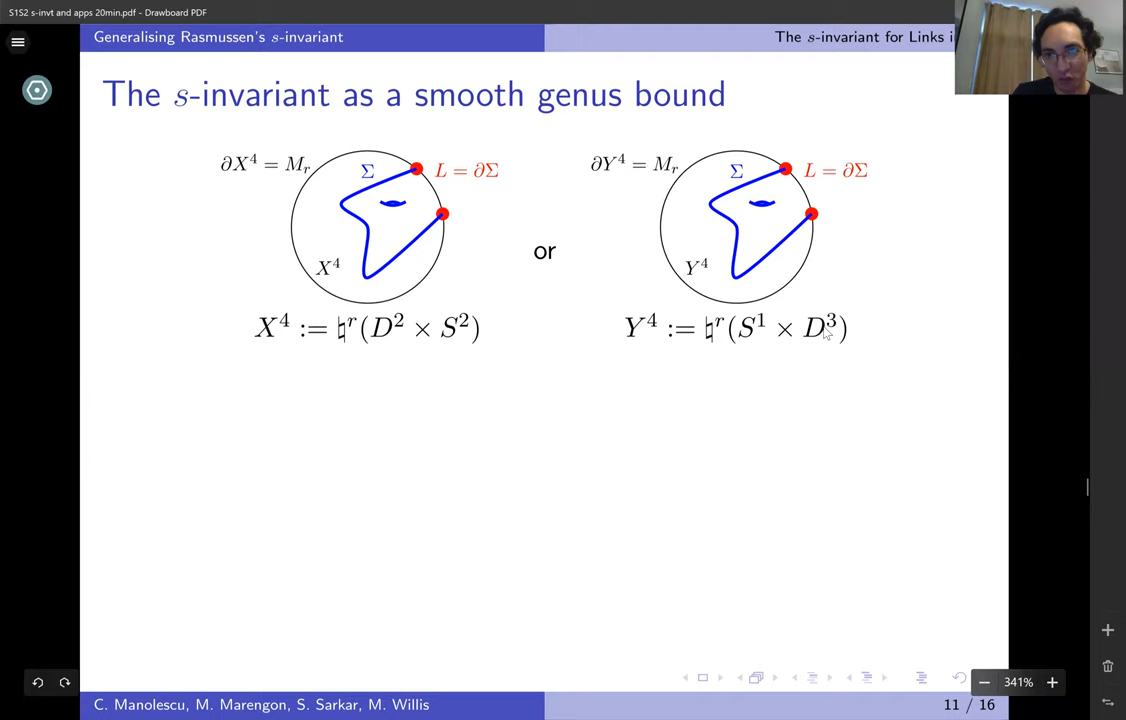 S1S2 s-invt and apps 20min.pdf - Drawboard PDF
Generalising Rasmussen's s-invariant
The s-invariant for Links i
The s-invariant as a smooth genus bound
∂X⁴ = Mᵣ
Σ
L = ∂Σ
X⁴
or
∂Y⁴ = Mᵣ
Σ
L = ∂Σ
Y⁴
X⁴ := ♮ʳ(D² × S²)
Y⁴ := ♮ʳ(S¹ × D³)
341%
C. Manolescu, M. Marengon, S. Sarkar, M. Willis
11 / 16